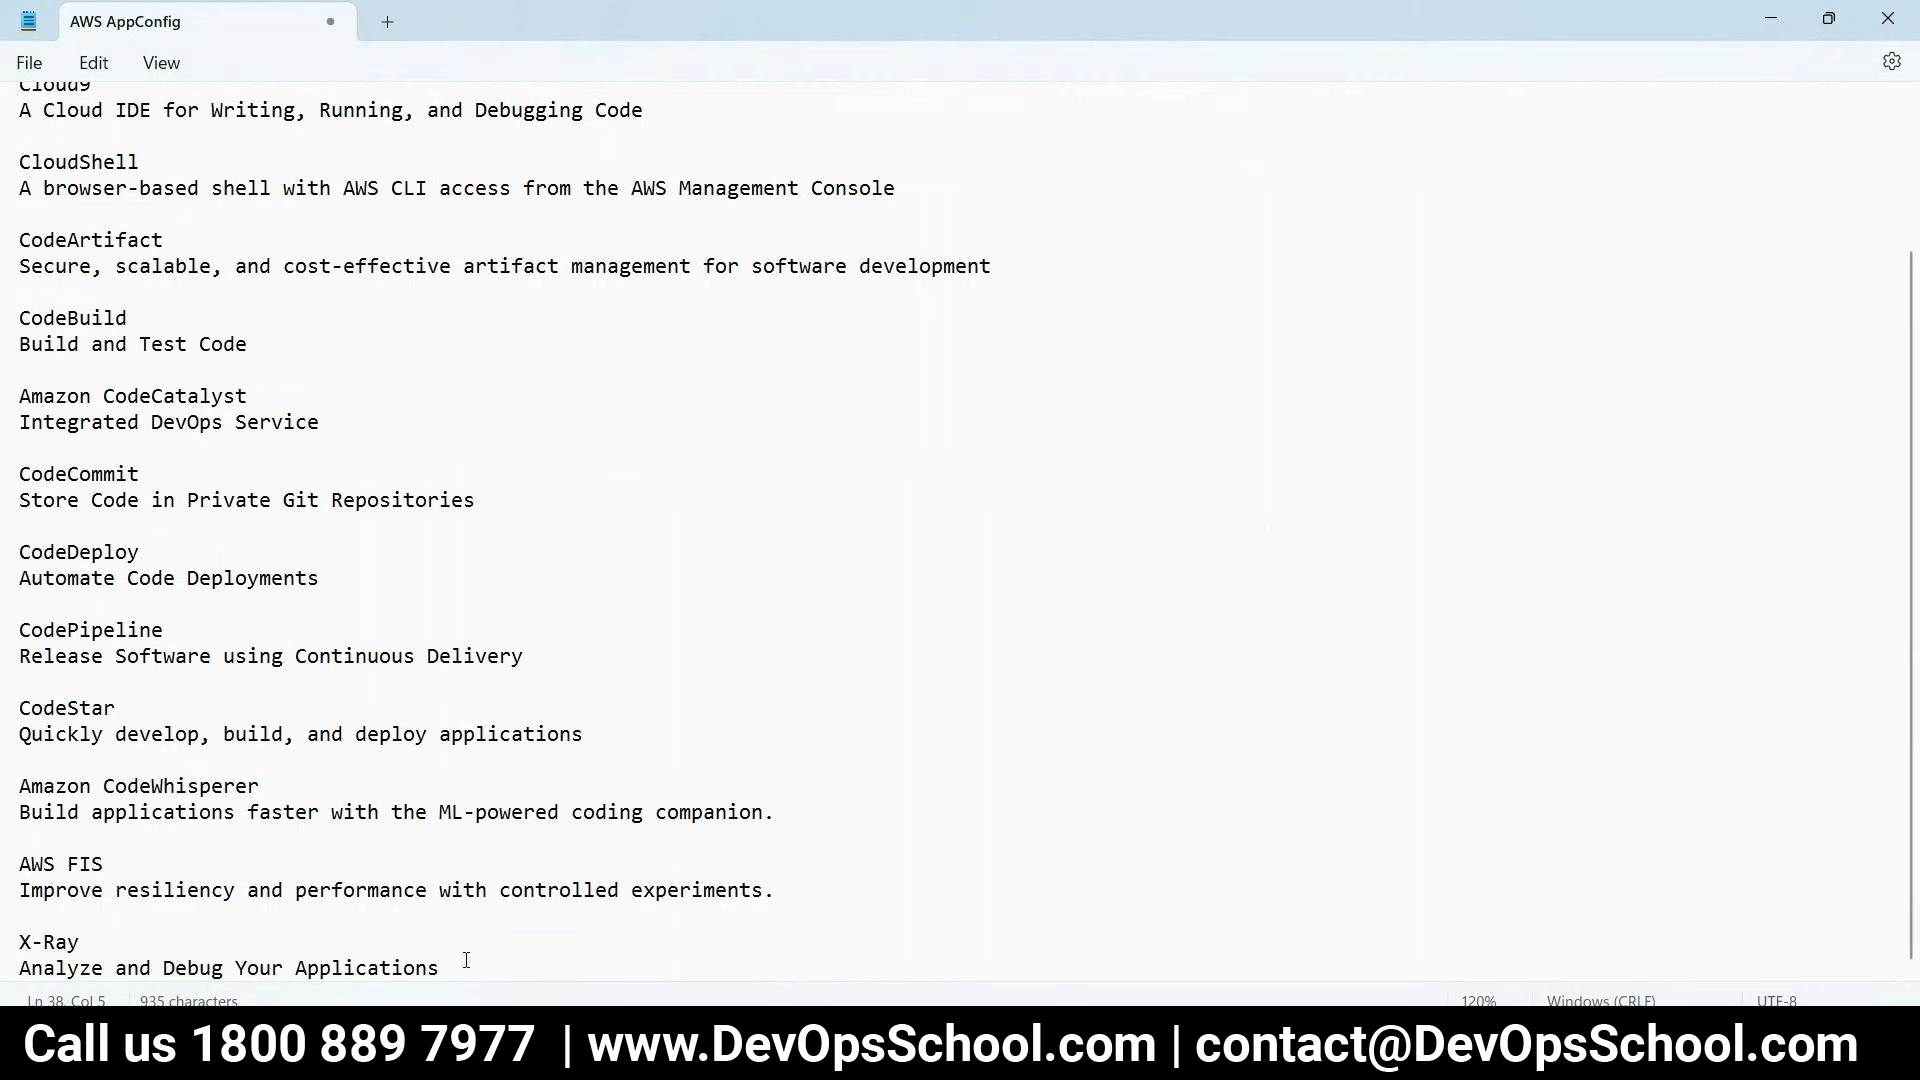 AWS AppConfig
File Edit View
Cloud9
A Cloud IDE for Writing, Running, and Debugging Code
CloudShell
A browser-based shell with AWS CLI access from the AWS Management Console
CodeArtifact
Secure, scalable, and cost-effective artifact management for software development
CodeBuild
Build and Test Code
Amazon CodeCatalyst
Integrated DevOps Service
CodeCommit
Store Code in Private Git Repositories
CodeDeploy
Automate Code Deployments
CodePipeline
Release Software using Continuous Delivery
CodeStar
Quickly develop, build, and deploy applications
Amazon CodeWhisperer
Build applications faster with the ML-powered coding companion.
AWS FIS
Improve resiliency and performance with controlled experiments.
X-Ray
Analyze and Debug Your Applications
Ln 38, Col 5 935 characters 120% Windows (CRLF) UTF-8
Call us 1800 889 7977 | www.DevOpsSchool.com | contact@DevOpsSchool.com